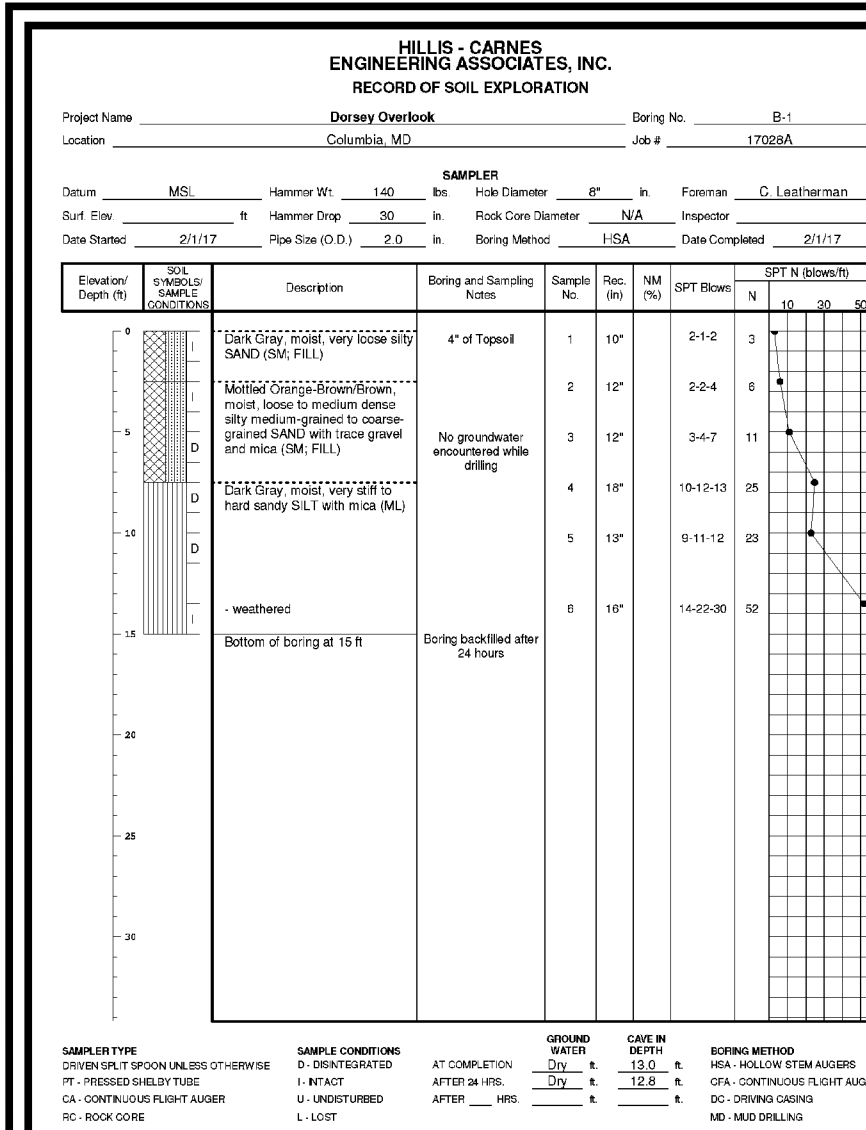 HILLIS - CARNES
ENGINEERING ASSOCIATES, INC.
RECORD OF SOIL EXPLORATION
Project Name Dorsey Overlook Boring No. B-1
Location Columbia, MD Job # 17028A
SAMPLER
Datum MSL Hammer Wt. 140 lbs. Hole Diameter 8" in. Foreman C. Leatherman
Surf. Elev. ft Hammer Drop 30 in. Rock Core Diameter N/A Inspector
Date Started 2/1/17 Pipe Size (O.D.) 2.0 in. Boring Method HSA Date Completed 2/1/17
Elevation/ Depth (ft) SOIL SYMBOLS/ SAMPLE CONDITIONS Description Boring and Sampling Notes Sample No. Rec. (in) NM (%) SPT Blows SPT N (blows/ft)
N 10 30 50
0 I Dark Gray, moist, very loose silty 4" of Topsoil 1 10" 2-1-2 3
SAND (SM; FILL)
I Mottled Orange-Brown/Brown, 2 12" 2-2-4 6
moist, loose to medium dense
silty medium-grained to coarse-
5 D grained SAND with trace gravel No groundwater 3 12" 3-4-7 11
and mica (SM; FILL) encountered while
drilling
D Dark Gray, moist, very stiff to 4 18" 10-12-13 25
hard sandy SILT with mica (ML)
10 D 5 13" 9-11-12 23
I - weathered 6 16" 14-22-30 52
15 Bottom of boring at 15 ft Boring backfilled after
24 hours
20
25
30
SAMPLER TYPE SAMPLE CONDITIONS GROUND WATER CAVE IN DEPTH BORING METHOD
DRIVEN SPLIT SPOON UNLESS OTHERWISE D - DISINTEGRATED AT COMPLETION Dry ft. 13.0 ft. HSA - HOLLOW STEM AUGERS
PT - PRESSED SHELBY TUBE I - INTACT AFTER 24 HRS. Dry ft. 12.8 ft. CFA - CONTINUOUS FLIGHT AUG
CA - CONTINUOUS FLIGHT AUGER U - UNDISTURBED AFTER HRS. ft. ft. DC - DRIVING CASING
RC - ROCK CORE L - LOST MD - MUD DRILLING